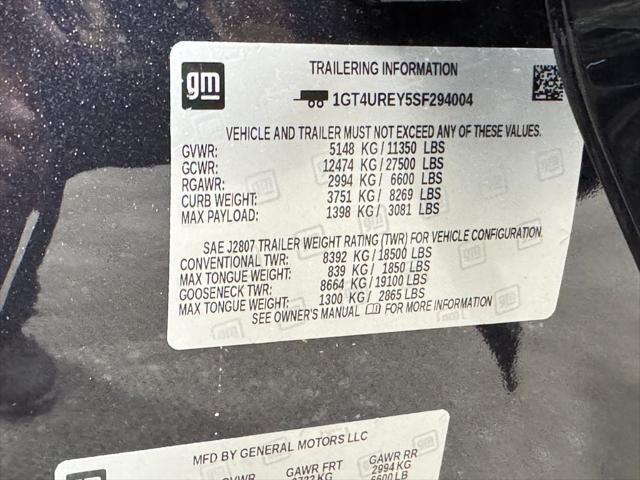 gm
TRAILERING INFORMATION
1GT4UREY5SF294004
VEHICLE AND TRAILER MUST NOT EXCEED ANY OF THESE VALUES.
GVWR: 5148 KG/11350 LBS
GCWR: 12474 KG/27500 LBS
RGAWR: 2994 KG/ 6600 LBS
CURB WEIGHT: 3751 KG/ 8269 LBS
MAX PAYLOAD: 1398 KG/ 3081 LBS
SAE J2807 TRAILER WEIGHT RATING (TWR) FOR VEHICLE CONFIGURATION.
CONVENTIONAL TWR: 8392 KG/18500 LBS
MAX TONGUE WEIGHT: 839 KG/ 1850 LBS
GOOSENECK TWR: 8664 KG/19100 LBS
MAX TONGUE WEIGHT: 1300 KG/ 2865 LBS
SEE OWNER'S MANUAL FOR MORE INFORMATION
MFD BY GENERAL MOTORS LLC
GVWR GAWR FRT GAWR RR
2994 KG
6600 LB